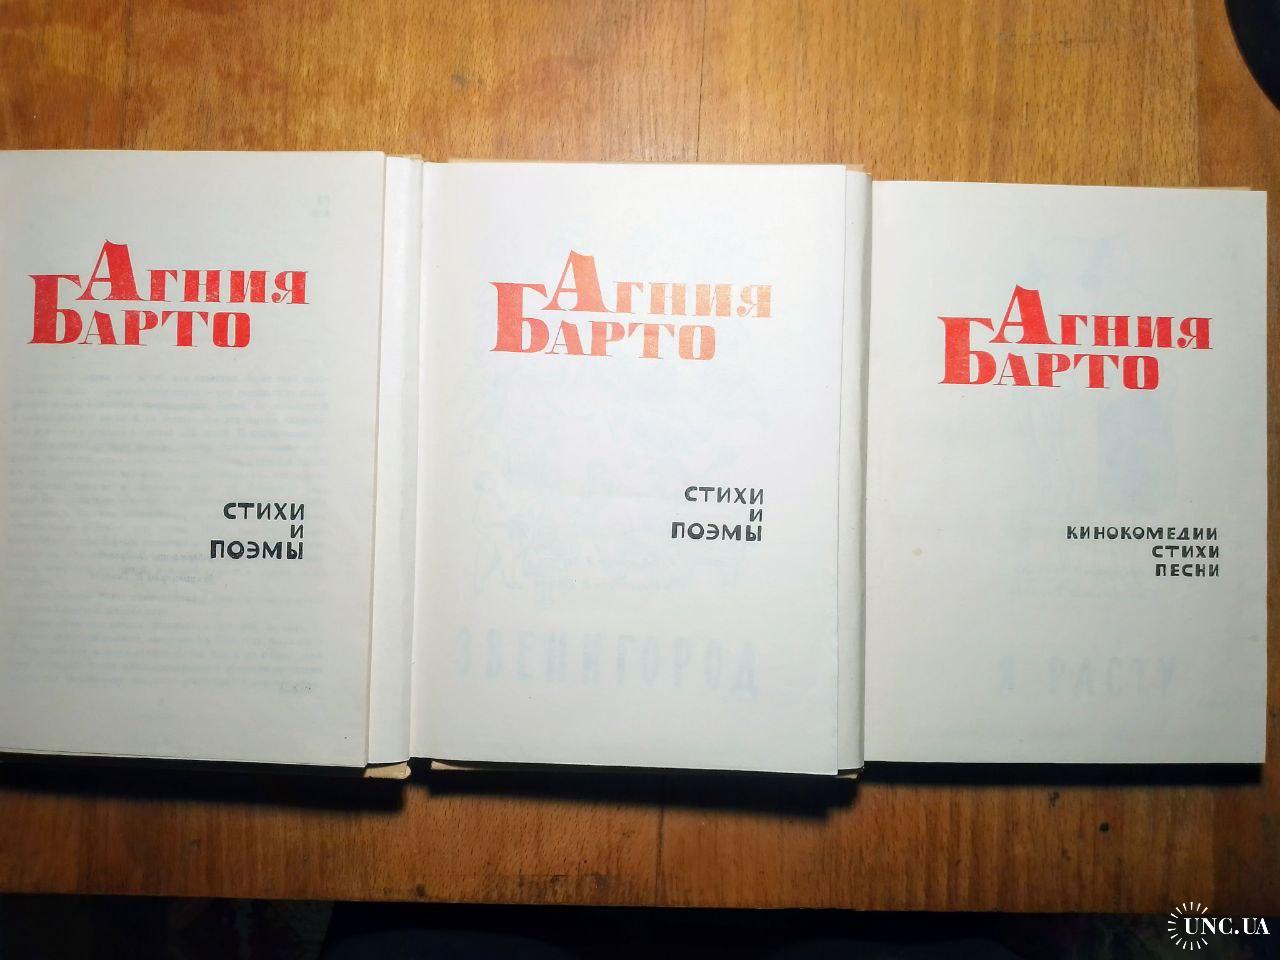 Агния
Барто
стихи
и
поэмы
Агния
Барто
стихи
и
поэмы
ЗВЕНИГОРОД
Агния
Барто
кинокомедии
стихи
песни
Я РАСТУ
UNC.UA